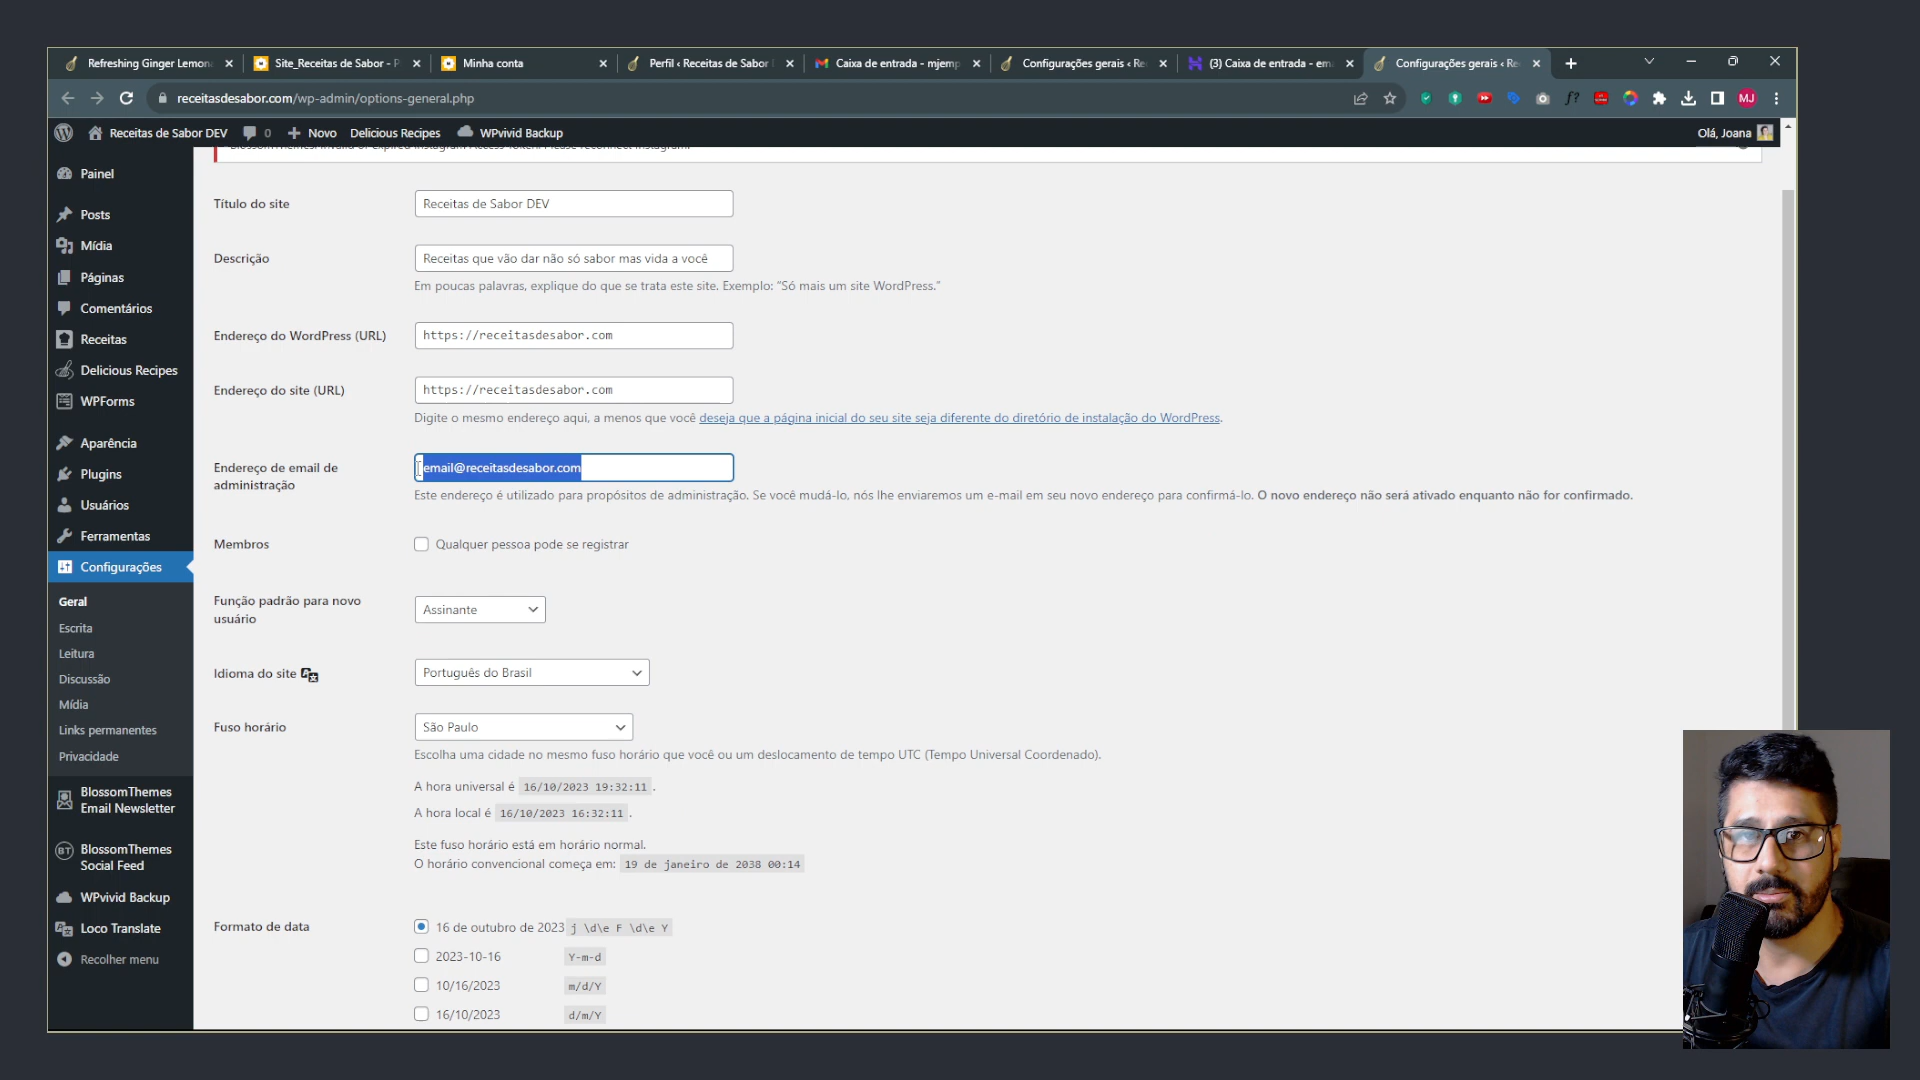 Refreshing Ginger Lemon
Site_Receitas de Sabor - P
Minha conta
Perfil ‹ Receitas de Sabor
Caixa de entrada - mjemp
Configurações gerais ‹ Re
(3) Caixa de entrada - em
Configurações gerais ‹ Re
receitasdesabor.com/wp-admin/options-general.php
f?
MJ
Receitas de Sabor DEV
0
Novo
Delicious Recipes
WPvivid Backup
Olá, Joana
BlossomThemes: Invalid or Expired Instagram Access Token. Please reconnect Instagram.
Painel
Posts
Mídia
Páginas
Comentários
Receitas
Delicious Recipes
WPForms
Aparência
Plugins
Usuários
Ferramentas
Configurações
Geral
Escrita
Leitura
Discussão
Mídia
Links permanentes
Privacidade
BlossomThemes
Email Newsletter
BT
BlossomThemes
Social Feed
WPvivid Backup
Loco Translate
Recolher menu
Título do site
Receitas de Sabor DEV
Descrição
Receitas que vão dar não só sabor mas vida a você
Em poucas palavras, explique do que se trata este site. Exemplo: “Só mais um site WordPress.”
Endereço do WordPress (URL)
https://receitasdesabor.com
Endereço do site (URL)
https://receitasdesabor.com
Digite o mesmo endereço aqui, a menos que você deseja que a página inicial do seu site seja diferente do diretório de instalação do WordPress.
Endereço de email de
administração
email@receitasdesabor.com
Este endereço é utilizado para propósitos de administração. Se você mudá-lo, nós lhe enviaremos um e-mail em seu novo endereço para confirmá-lo. O novo endereço não será ativado enquanto não for confirmado.
Membros
Qualquer pessoa pode se registrar
Função padrão para novo
usuário
Assinante
Idioma do site
Português do Brasil
Fuso horário
São Paulo
Escolha uma cidade no mesmo fuso horário que você ou um deslocamento de tempo UTC (Tempo Universal Coordenado).
A hora universal é 16/10/2023 19:32:11 .
A hora local é 16/10/2023 16:32:11 .
Este fuso horário está em horário normal.
O horário convencional começa em: 19 de janeiro de 2038 00:14
Formato de data
16 de outubro de 2023 j \d\e F \d\e Y
2023-10-16 Y-m-d
10/16/2023 m/d/Y
16/10/2023 d/m/Y